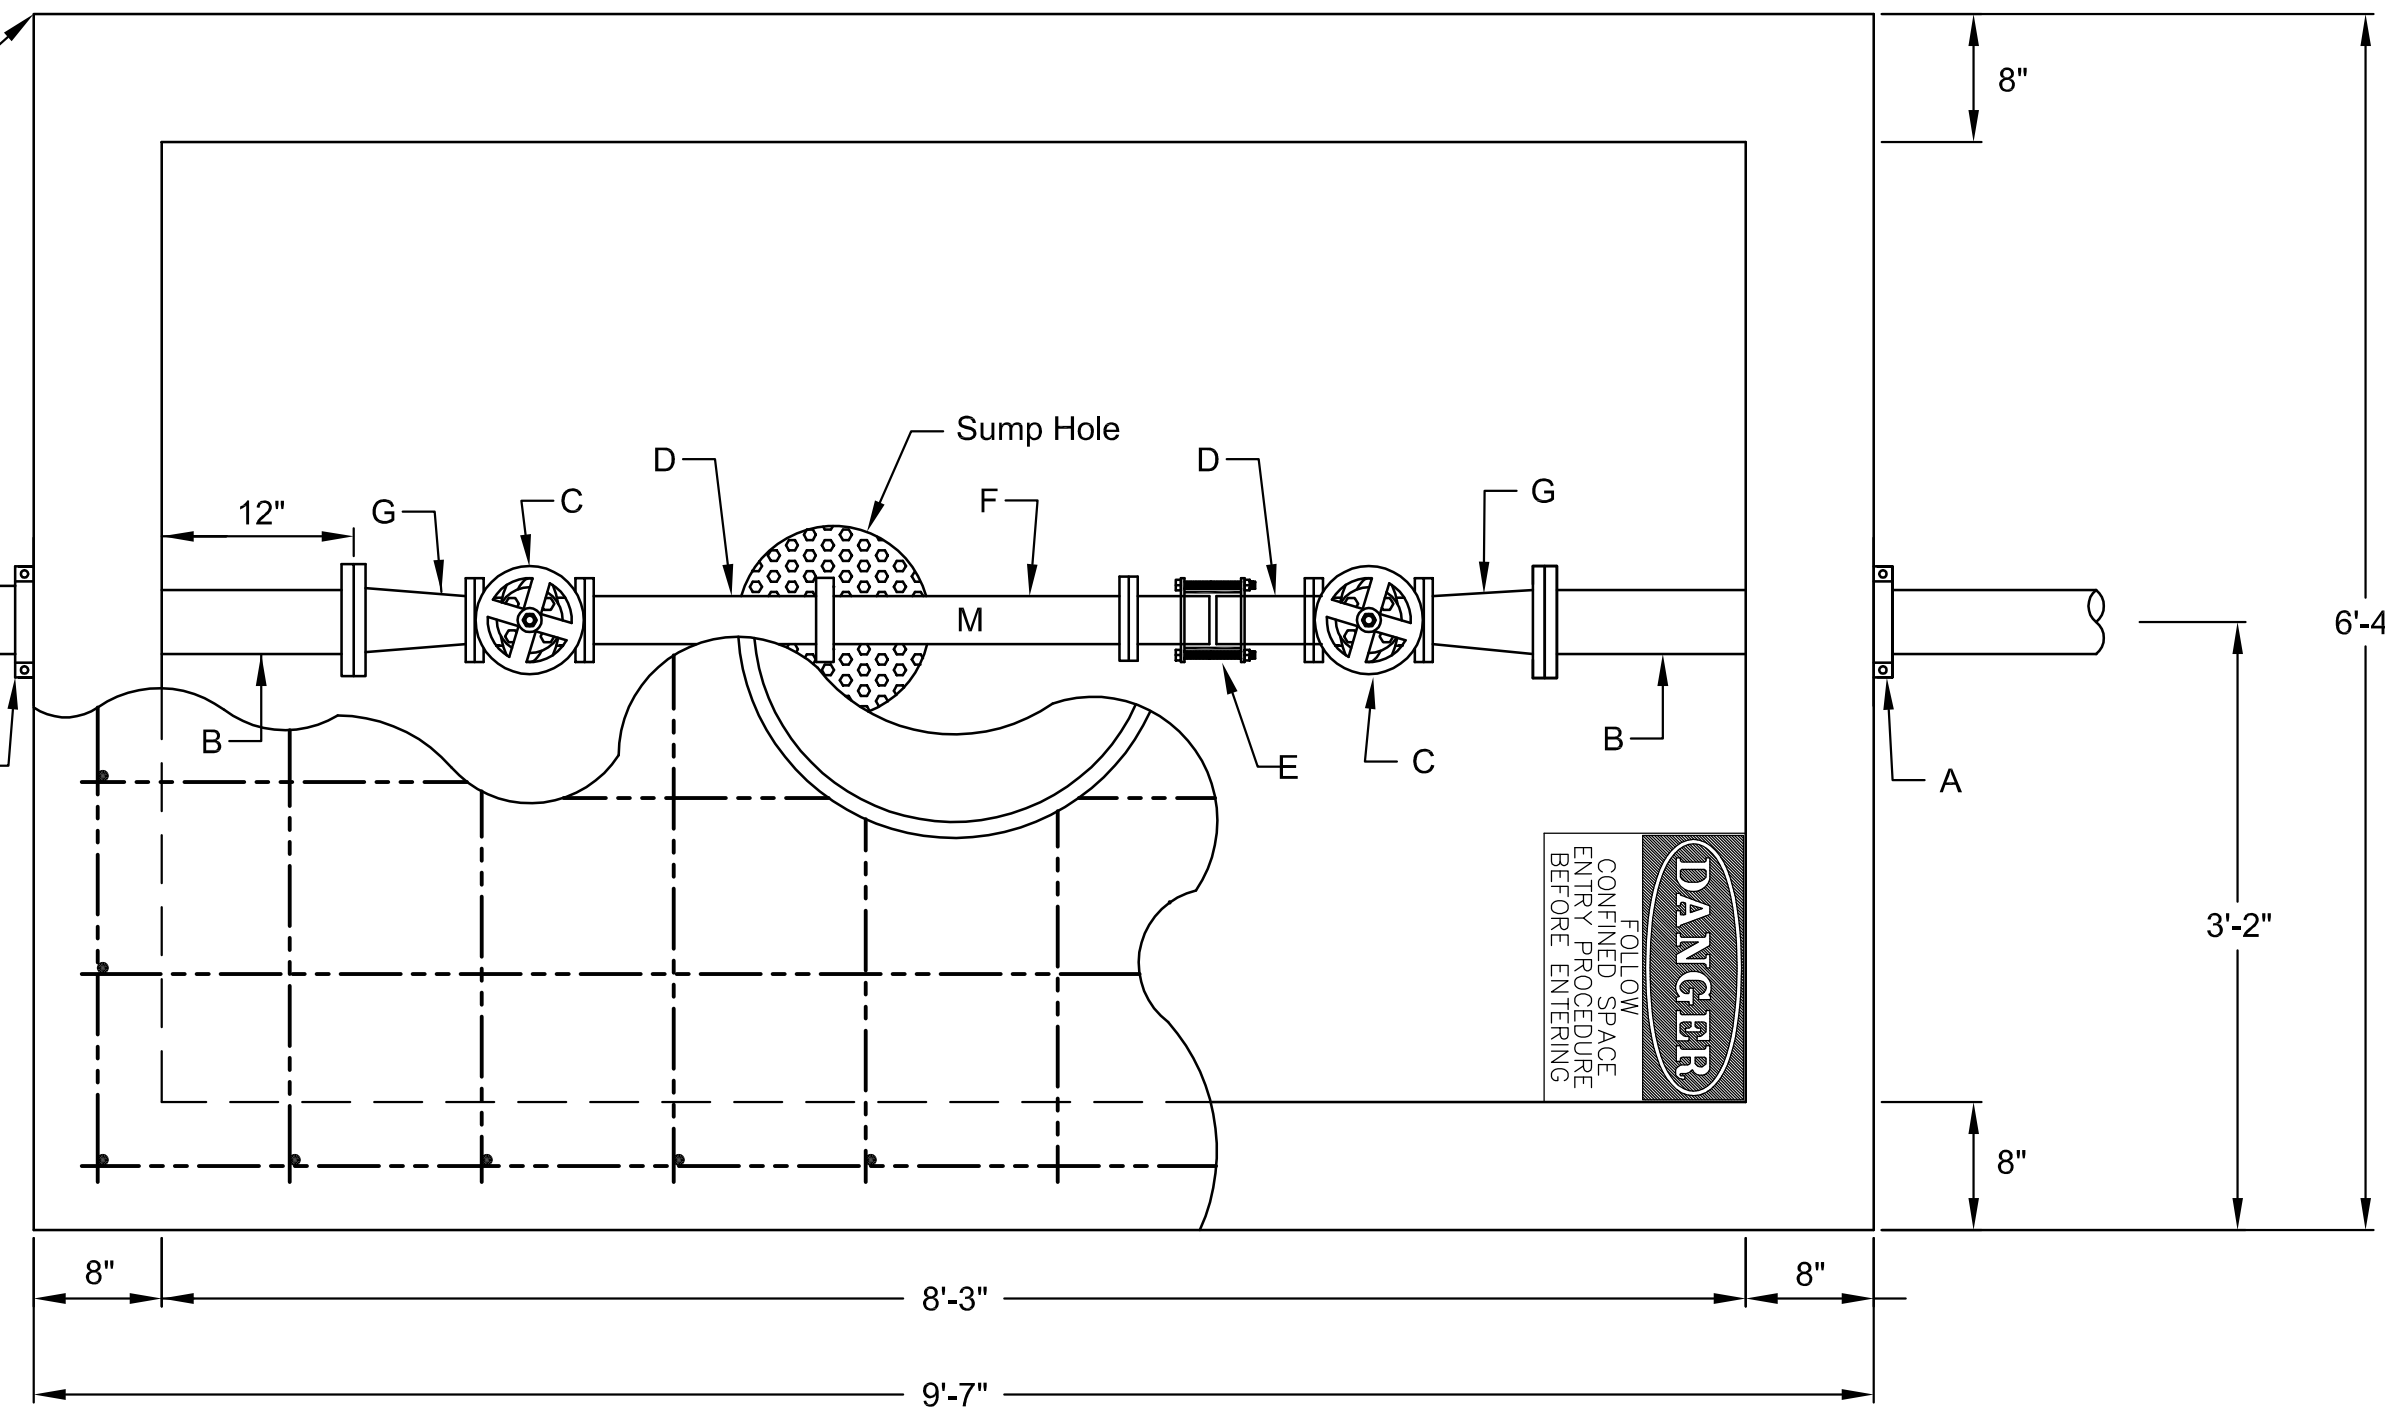 8"
Sump Hole
D
D
F
G
C
12"
G
M
6'-4
B
E
C
B
A
3'-2"
DANGER
FOLLOW
CONFINED SPACE
ENTRY PROCEDURE
BEFORE ENTERING
8"
8"
8'-3"
8"
9'-7"